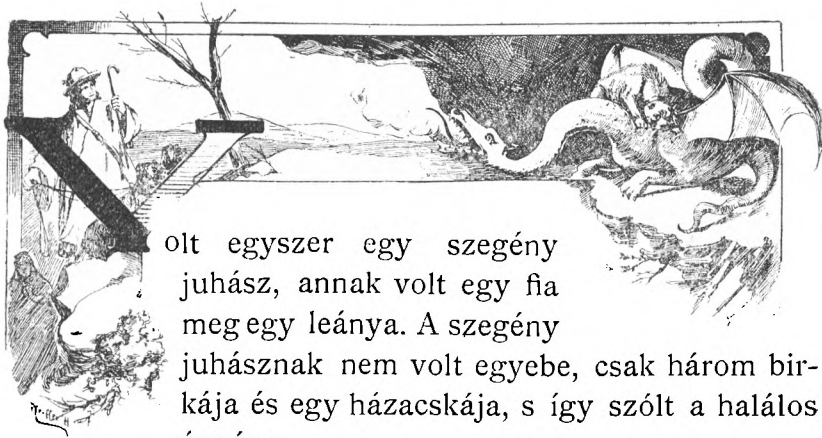 Volt egyszer egy szegény
juhász, annak volt egy fia
meg egy leánya. A szegény
juhásznak nem volt egyebe, csak három bir-
kája és egy házacskája, s így szólt a halálos